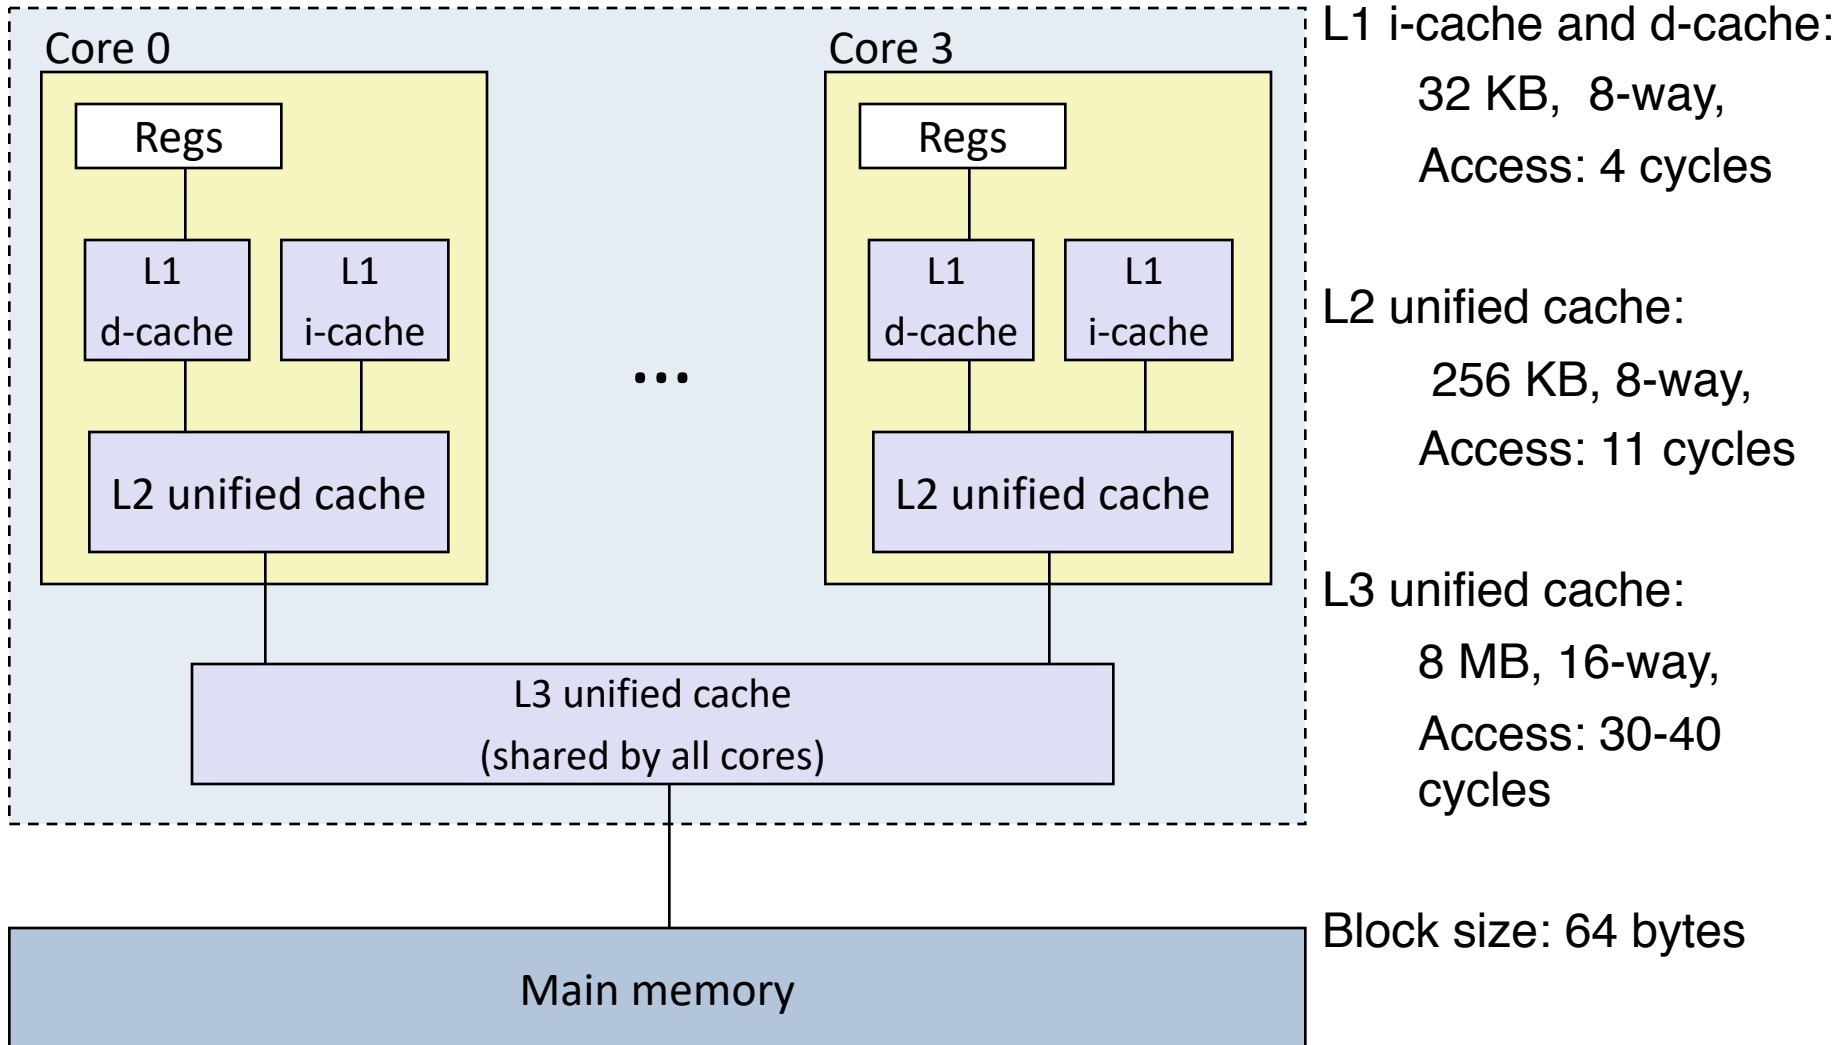 Core 0
Regs
L1
d-cache
L1
i-cache
L2 unified cache
...
Core 3
Regs
L1
d-cache
L1
i-cache
L2 unified cache
L3 unified cache
(shared by all cores)
Main memory
L1 i-cache and d-cache:
32 KB, 8-way,
Access: 4 cycles
L2 unified cache:
256 KB, 8-way,
Access: 11 cycles
L3 unified cache:
8 MB, 16-way,
Access: 30-40
cycles
Block size: 64 bytes